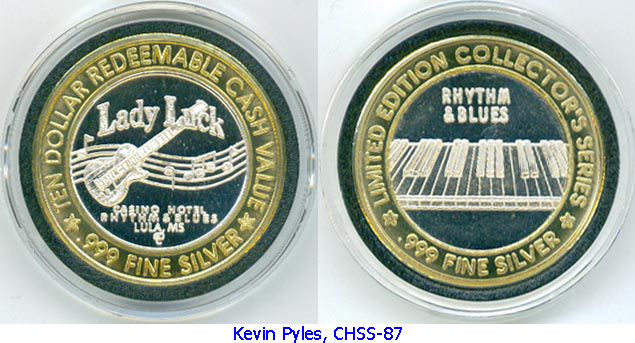 TEN DOLLAR REDEEMABLE CASH VALUE
Lady Luck
CASINO HOTEL
RHYTHM & BLUES
LULA, MS
.999 FINE SILVER
LIMITED EDITION COLLECTOR'S SERIES
RHYTHM
& BLUES
.999 FINE SILVER
Kevin Pyles, CHSS-87